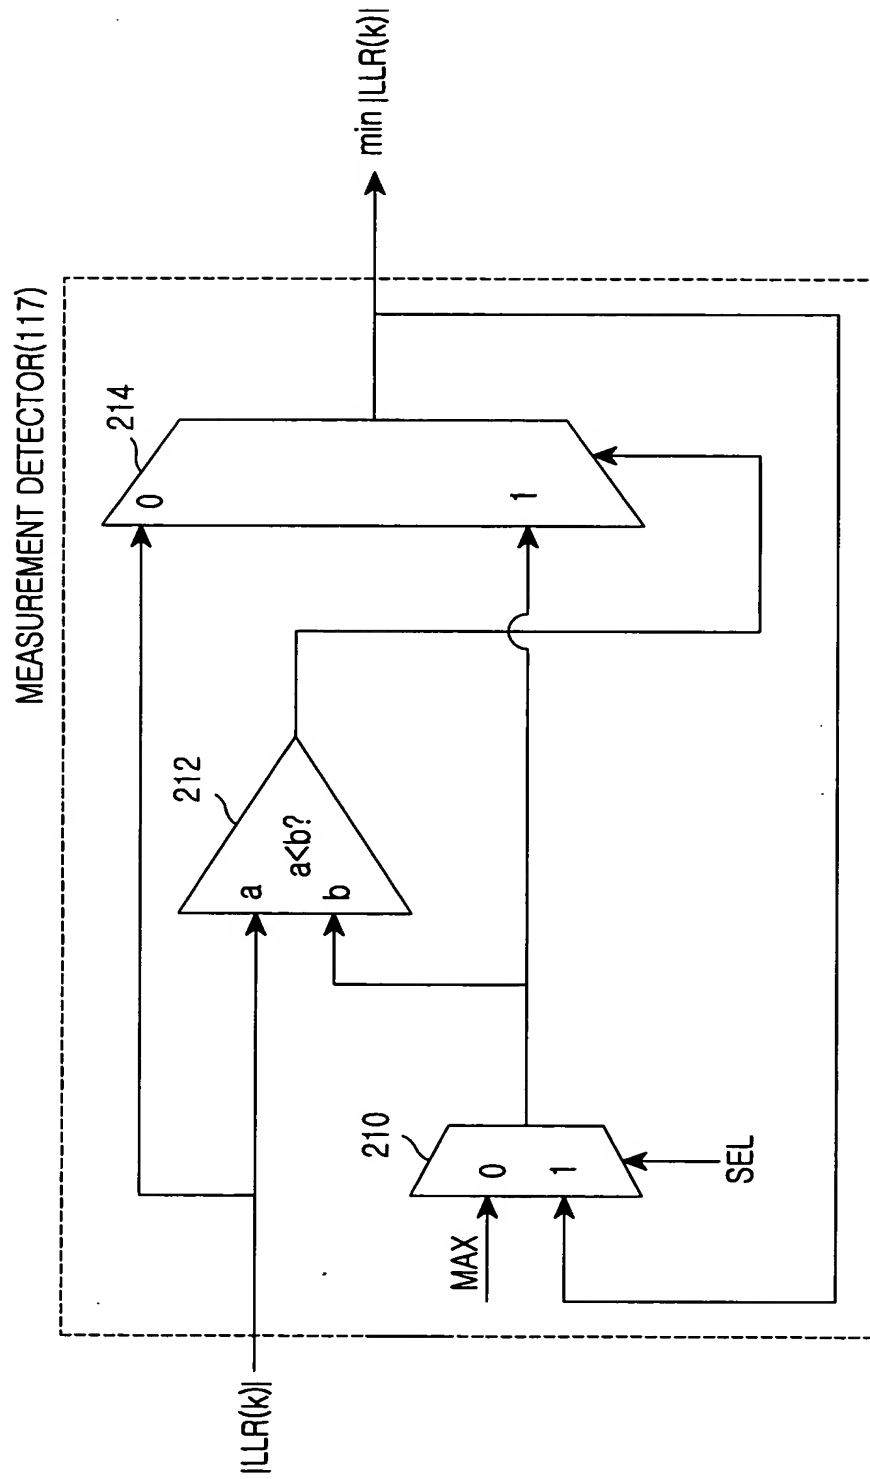 MEASUREMENT DETECTOR(117)
|LLR(k)|
MAX
0
1
SEL
210
a
b
a<b?
212
0
1
214
min |LLR(k)|